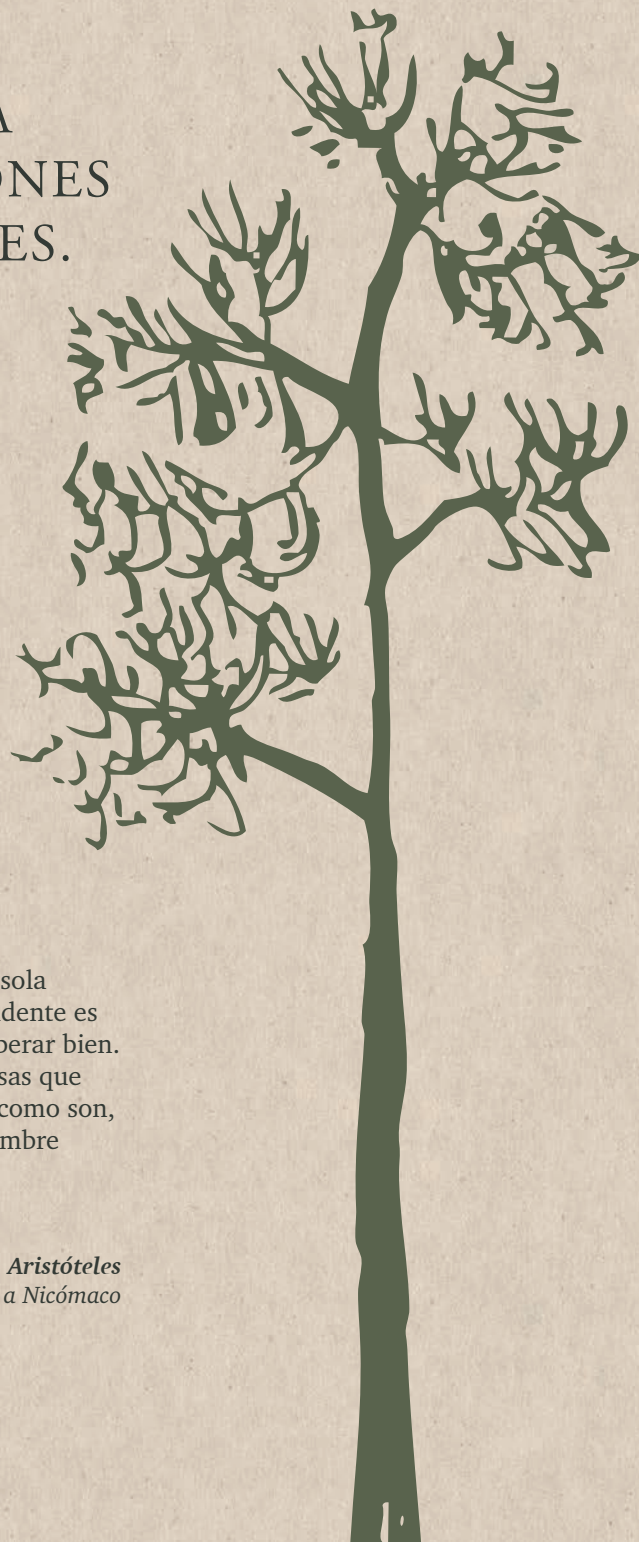 A
ONES
ES.
sola
dente es
perar bien.
sas que
como son,
mbre
Aristóteles
a Nicómaco